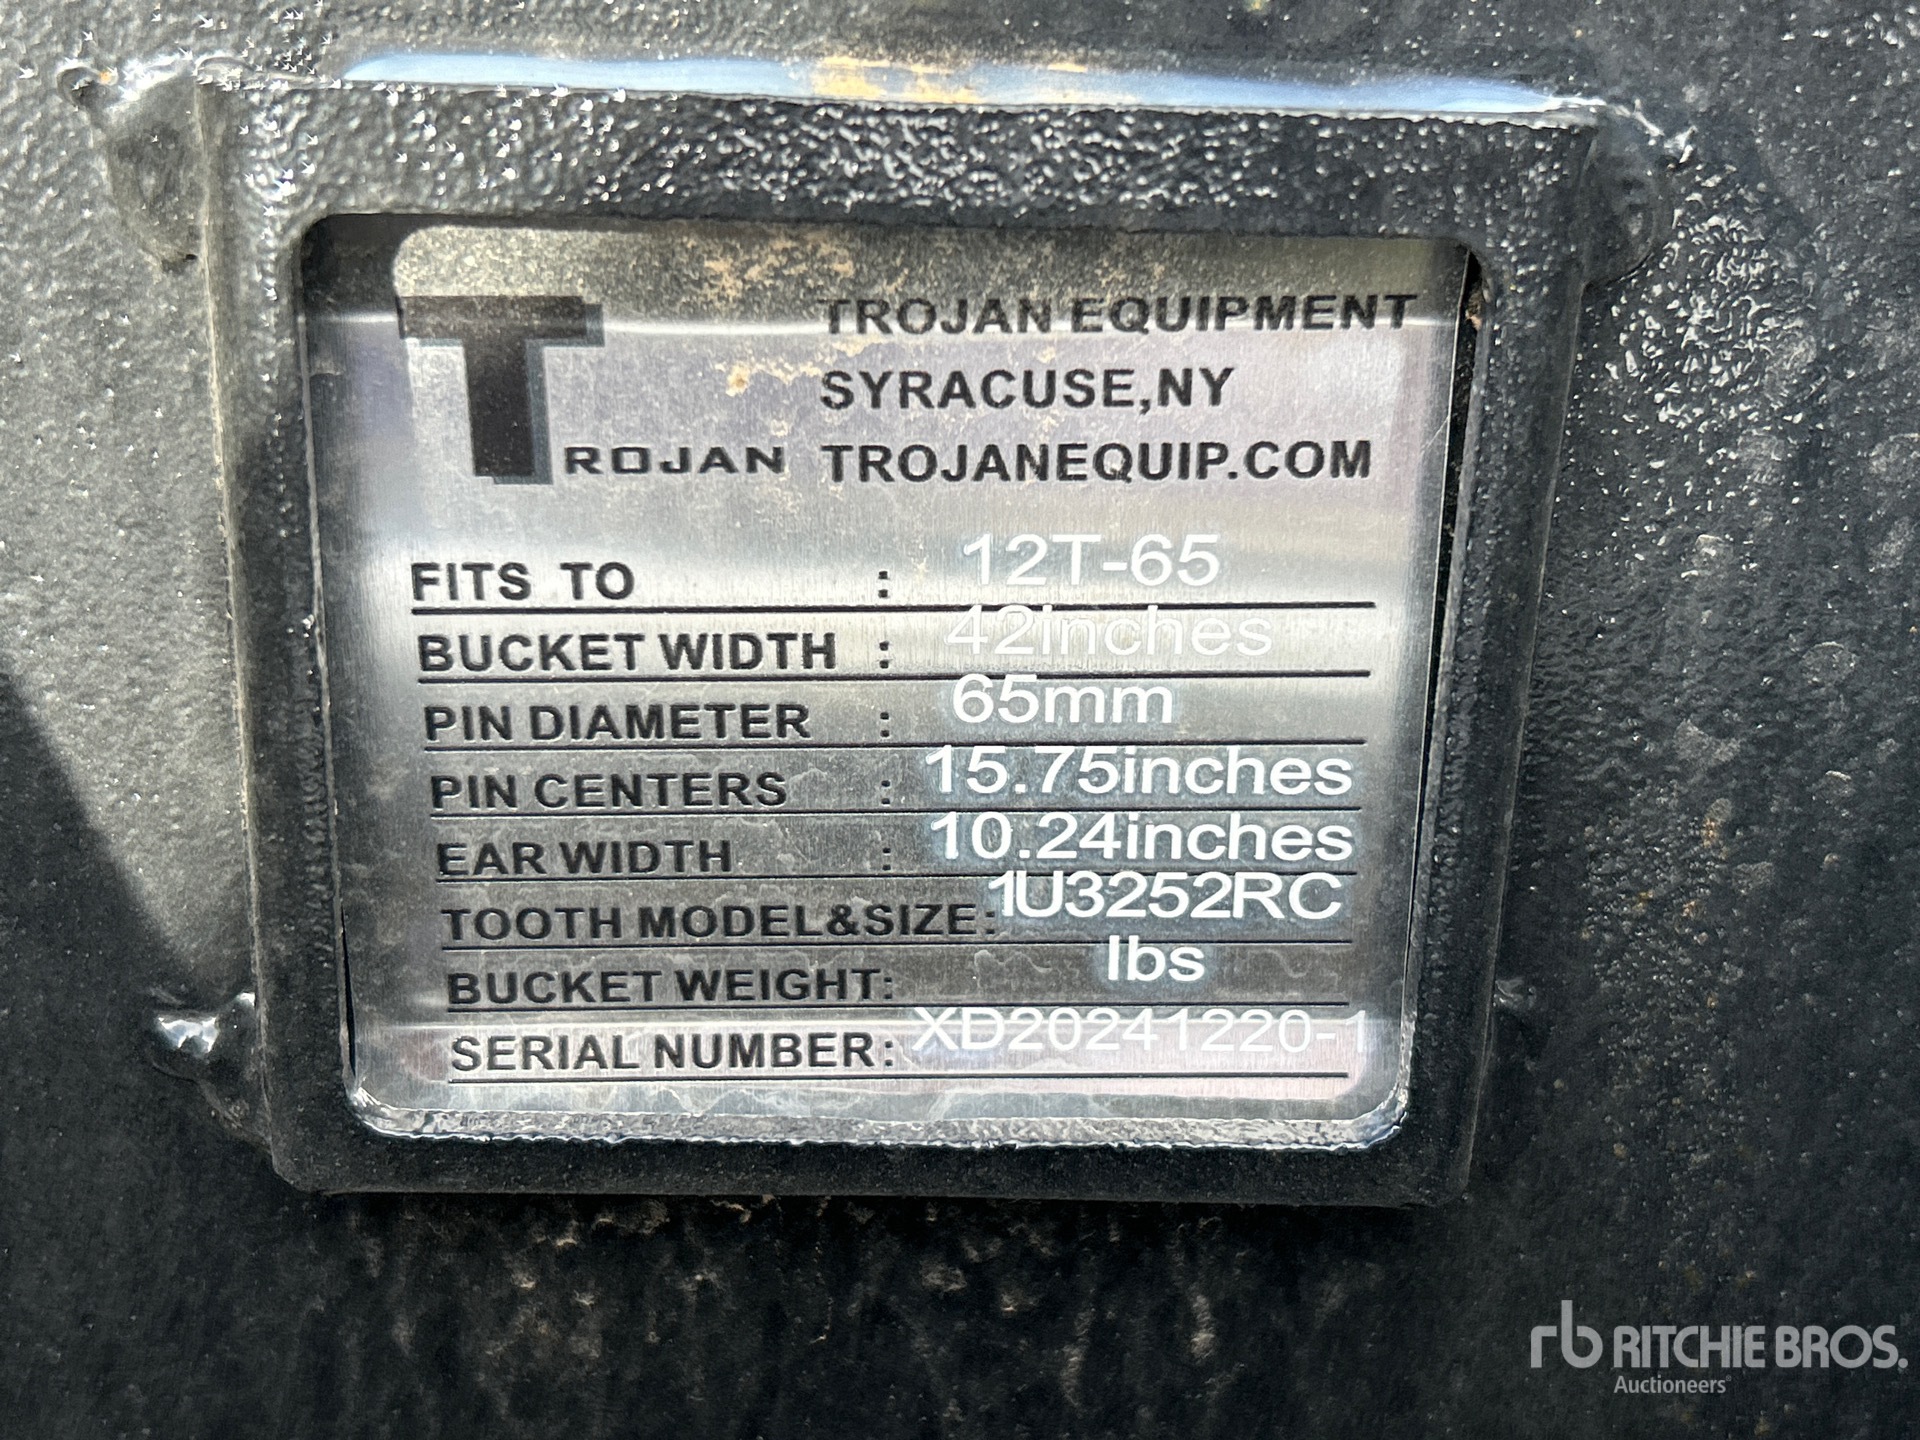 TROJAN
TROJAN EQUIPMENT
SYRACUSE,NY
TROJANEQUIP.COM
FITS TO : 12T-65
BUCKET WIDTH : 42inches
PIN DIAMETER : 65mm
PIN CENTERS : 15.75inches
EAR WIDTH : 10.24inches
TOOTH MODEL&SIZE: 1U3252RC
BUCKET WEIGHT: lbs
SERIAL NUMBER: XD20241220-1
rb RITCHIE BROS.
Auctioneers